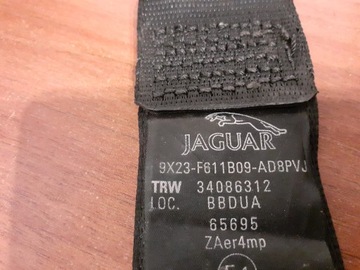 JAGUAR
9X23-F611B09-AD8PVJ
TRW 34086312
LOC. BBDUA
65695
ZAer4mp